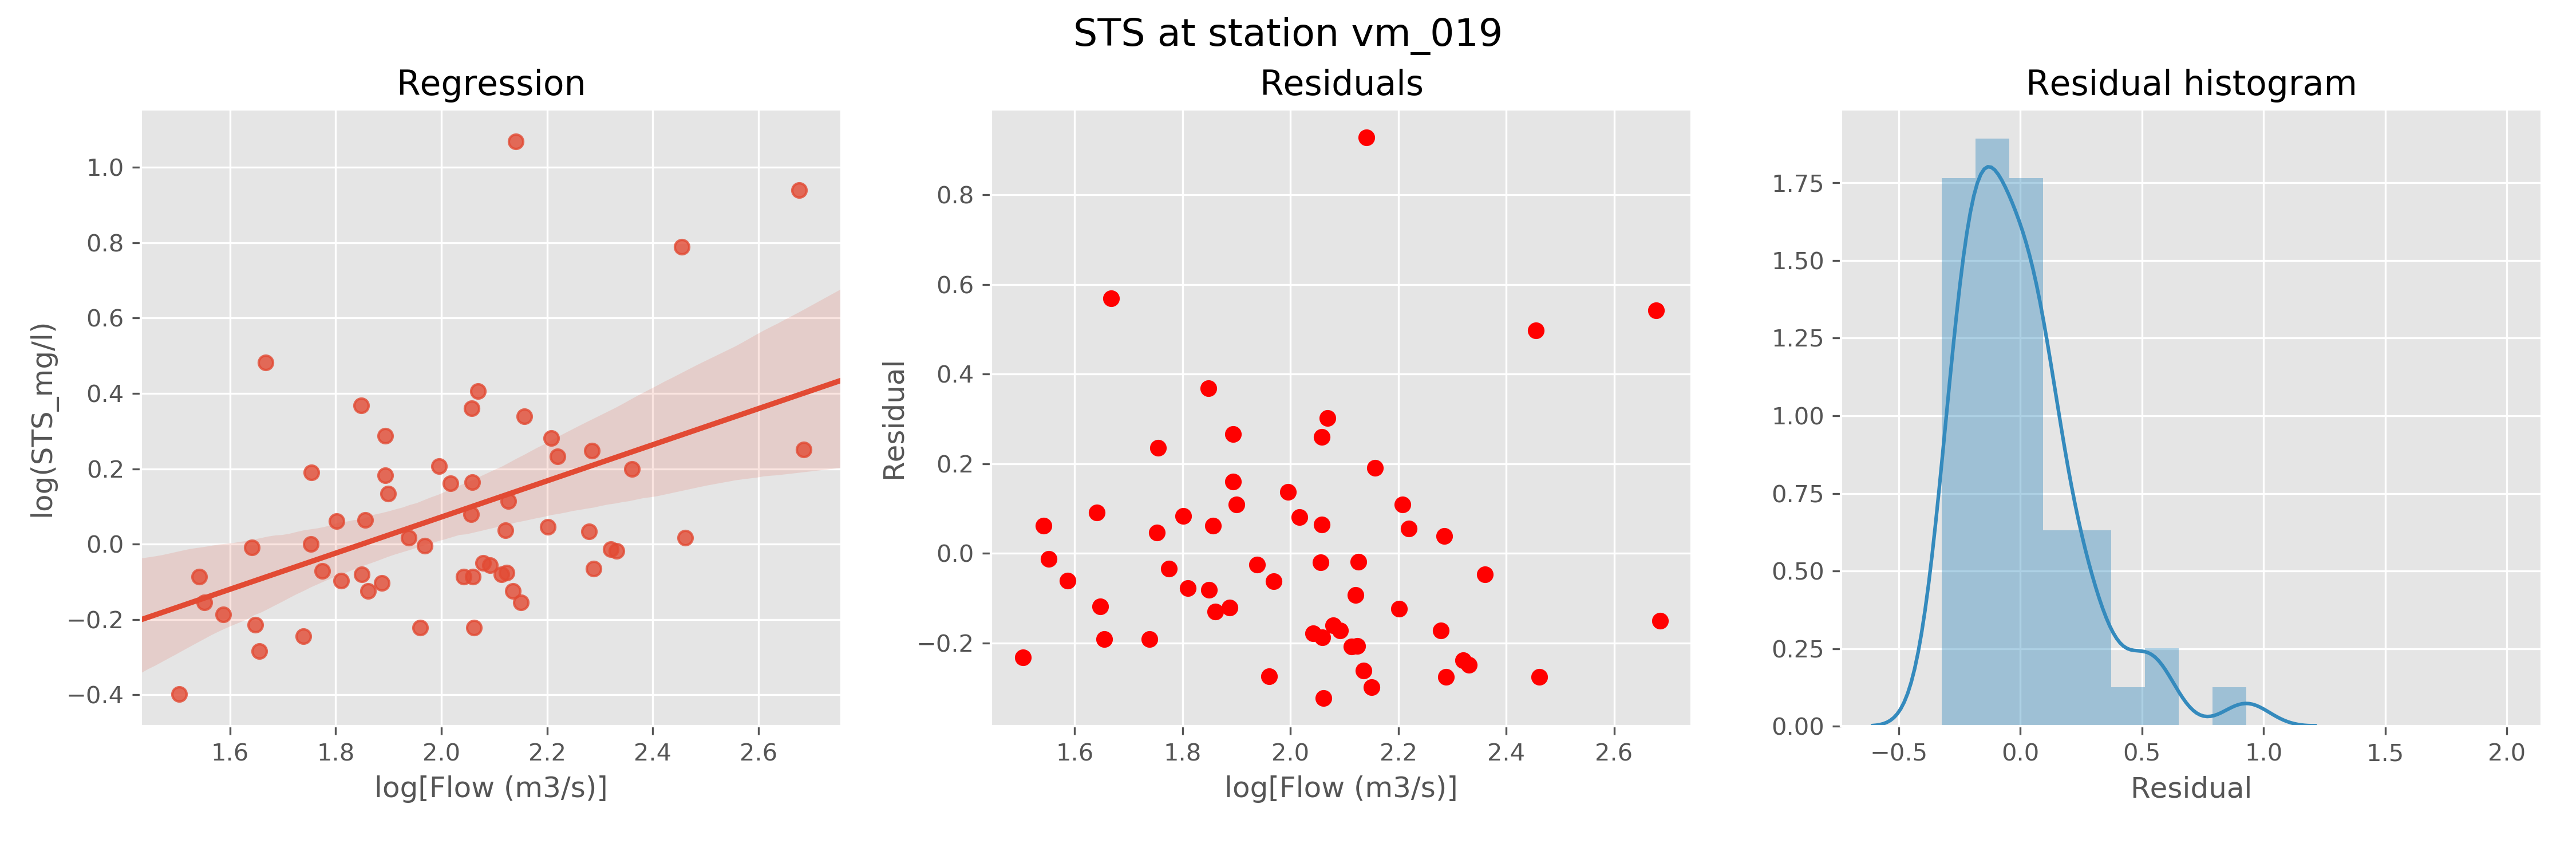 STS at station vm_019
Regression
1.0
0.8
0.6
0.4
0.2
0.0
−0.2
−0.4
log(STS_mg/l)
1.6 1.8 2.0 2.2 2.4 2.6
log[Flow (m3/s)]
Residuals
0.8
0.6
0.4
0.2
0.0
−0.2
Residual
1.6 1.8 2.0 2.2 2.4 2.6
log[Flow (m3/s)]
Residual histogram
1.75
1.50
1.25
1.00
0.75
0.50
0.25
0.00
−0.5 0.0 0.5 1.0 1.5 2.0
Residual